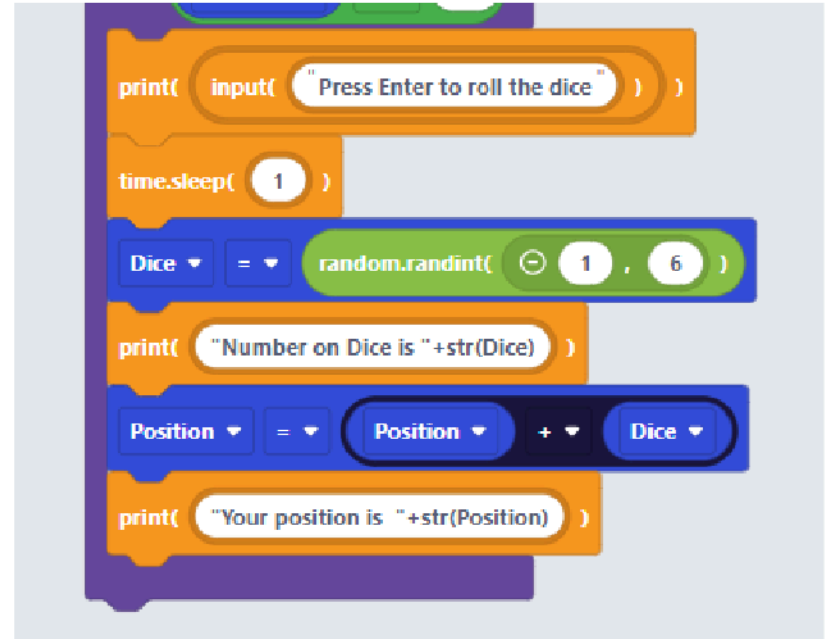 print( input( "Press Enter to roll the dice" ) )
time.sleep( 1 )
Dice = random.randint( 1 , 6 )
print( "Number on Dice is "+str(Dice) )
Position = Position + Dice
print( "Your position is  "+str(Position) )